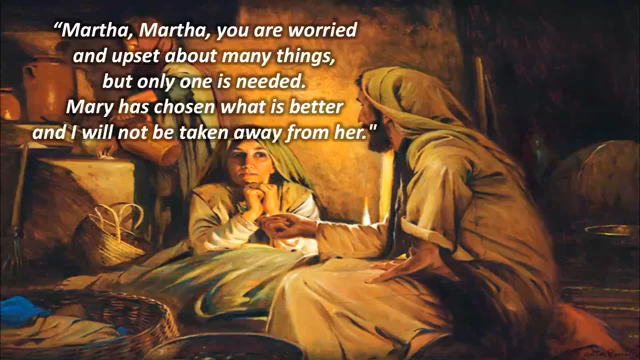 “Martha, Martha, you are worried
and upset about many things,
but only one is needed.
Mary has chosen what is better
and I will not be taken away from her."